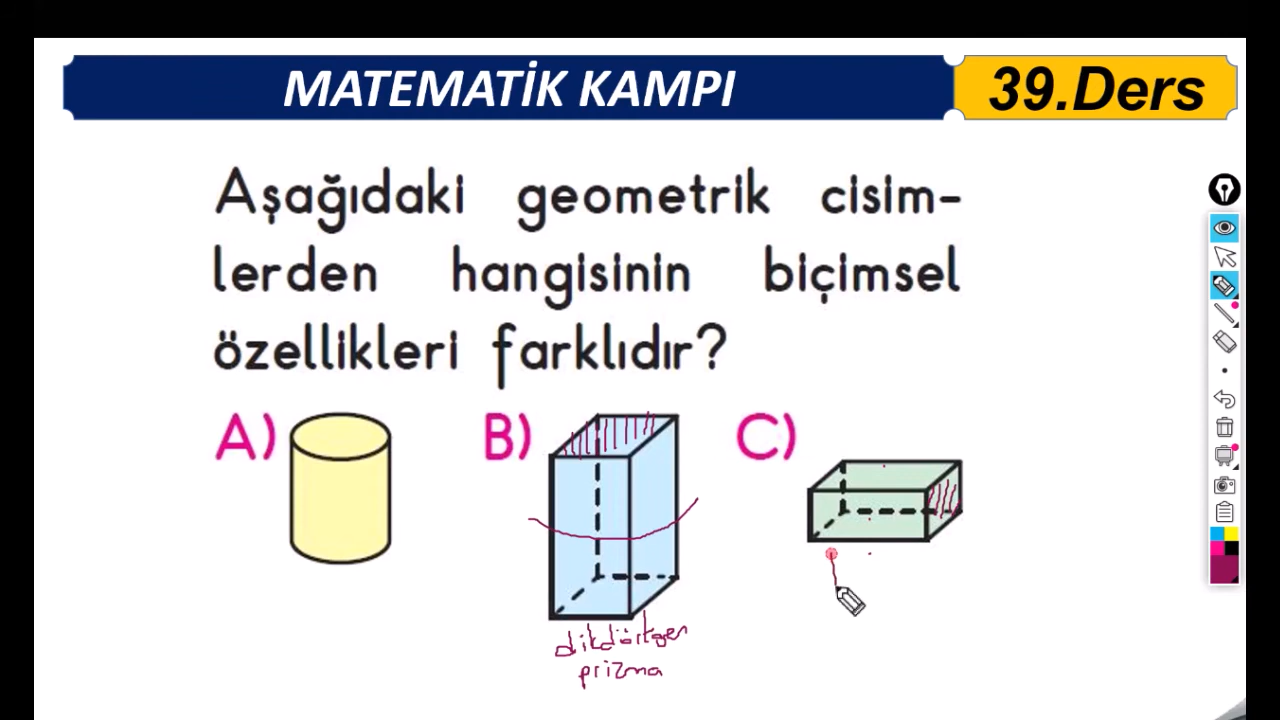 MATEMATİK KAMPI
39.Ders
Aşağıdaki geometrik cisim-
lerden hangisinin biçimsel
özellikleri farklıdır?
A)
B)
C)
dikdörtgen
prizma